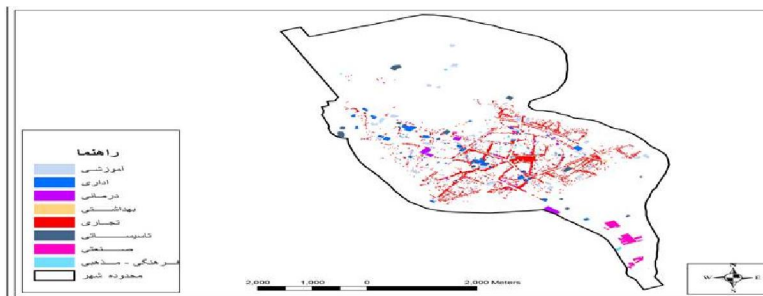 راهنما
آموزشی
اداری
درمانی
بهداشتی
تجاری
تاسیساتی
صنعتی
فرهنگی - مذهبی
محدوده شهر
2,000 1,000 0 2,000 Meters
N
W E
S